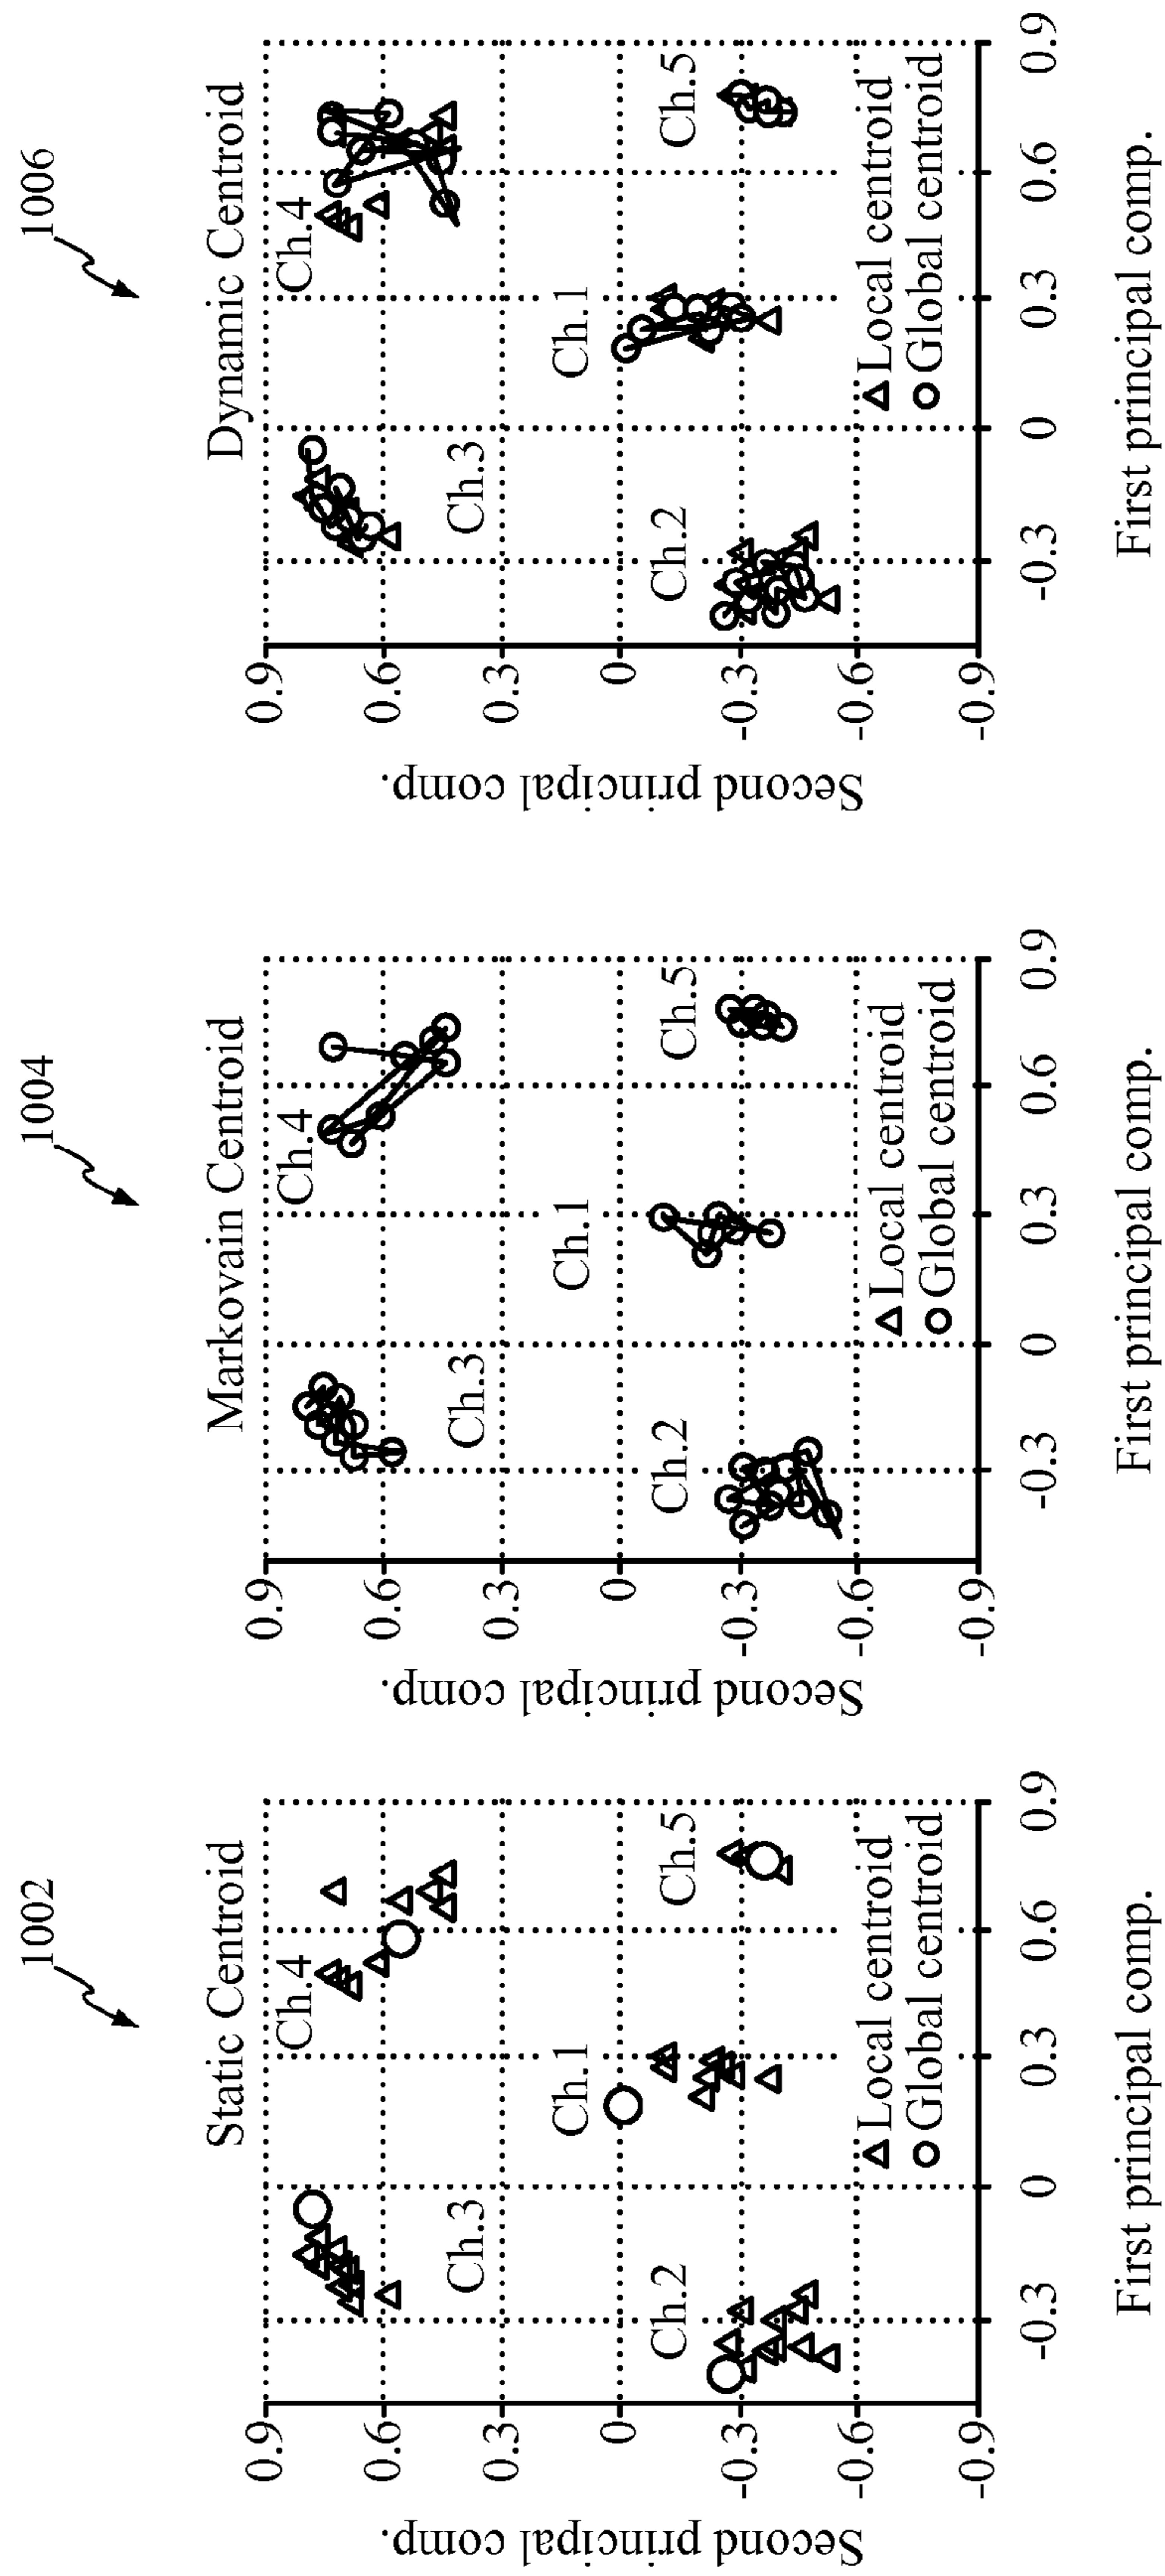 1002
Static Centroid
Second principal comp.
0.9
0.6
0.3
0
-0.3
-0.6
-0.9
Ch.3
Ch.4
Ch.1
Ch.2
Ch.5
Local centroid
Global centroid
-0.3
0
0.3
0.6
0.9
First principal comp.
1004
Markovain Centroid
Second principal comp.
0.9
0.6
0.3
0
-0.3
-0.6
-0.9
Ch.3
Ch.4
Ch.1
Ch.2
Ch.5
Local centroid
Global centroid
-0.3
0
0.3
0.6
0.9
First principal comp.
1006
Dynamic Centroid
Second principal comp.
0.9
0.6
0.3
0
-0.3
-0.6
-0.9
Ch.3
Ch.4
Ch.1
Ch.2
Ch.5
Local centroid
Global centroid
-0.3
0
0.3
0.6
0.9
First principal comp.